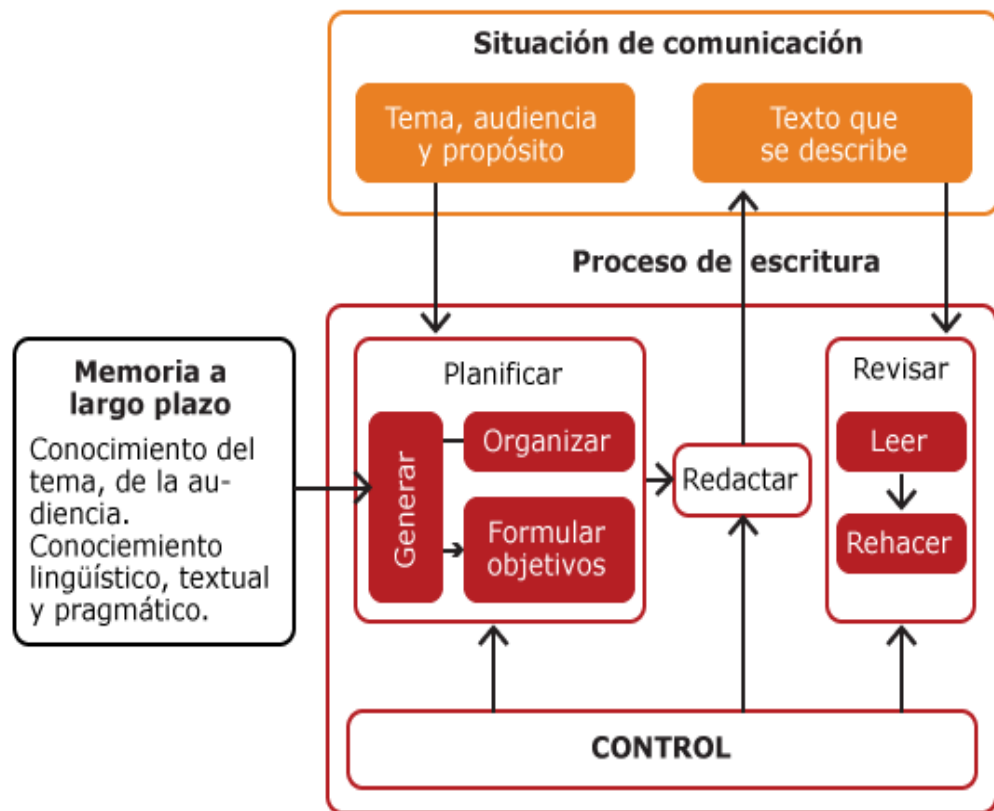 Situación de comunicación
Tema, audiencia
y propósito
Texto que
se describe
Proceso de escritura
Memoria a
largo plazo
Conocimiento del
tema, de la au-
diencia.
Conociemiento
lingüístico, textual
y pragmático.
Planificar
Generar
Organizar
Formular
objetivos
Redactar
Revisar
Leer
Rehacer
CONTROL